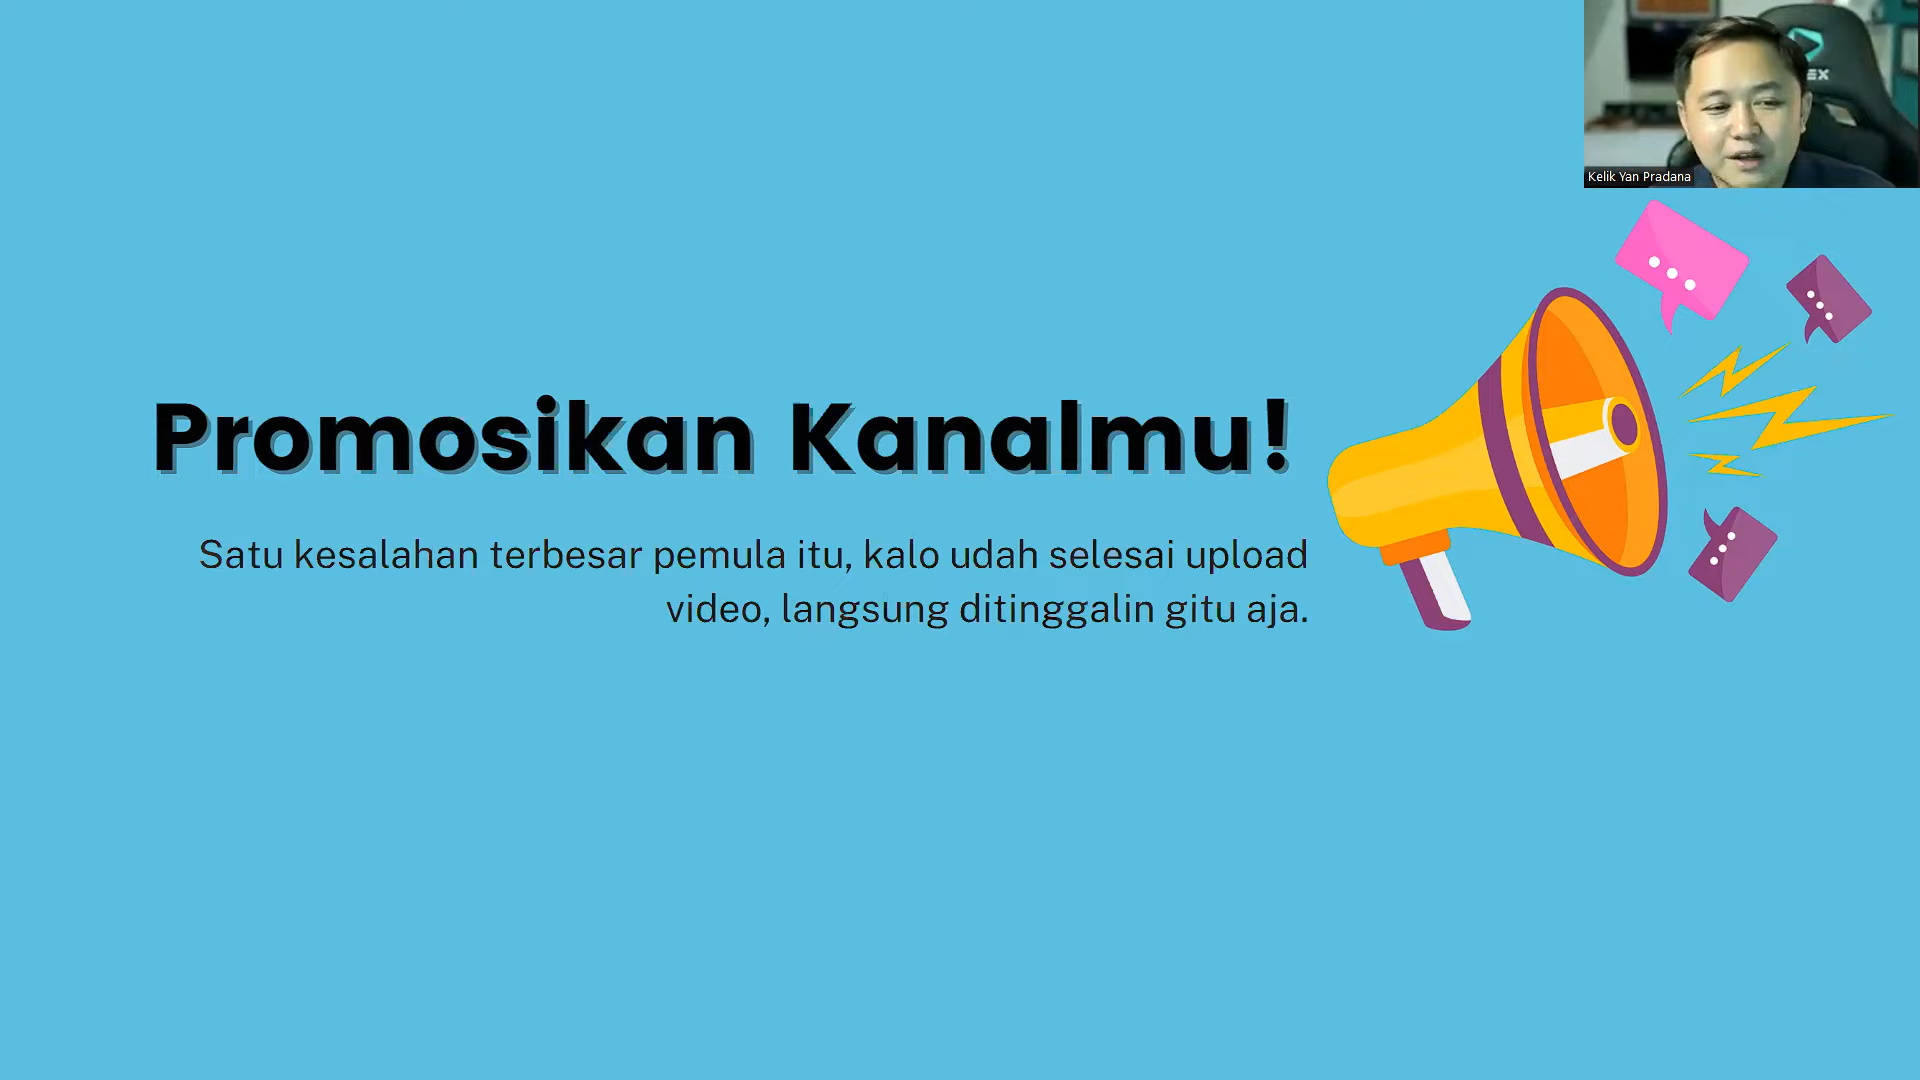 Kelik Yan Pradana
Promosikan Kanalmu!
Satu kesalahan terbesar pemula itu, kalo udah selesai upload
video, langsung ditinggalin gitu aja.